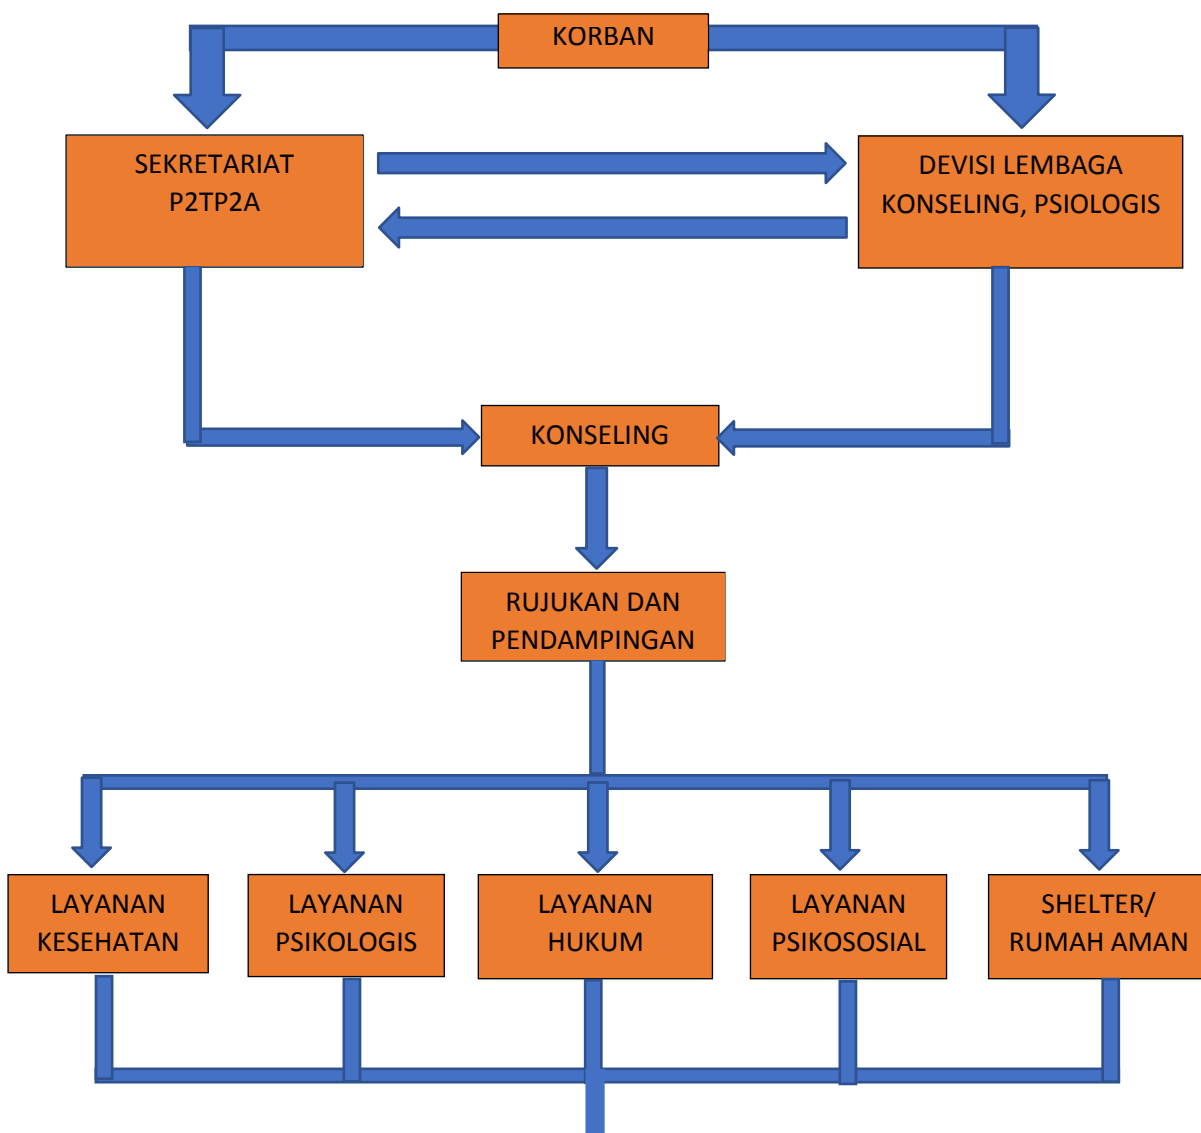 KORBAN
SEKRETARIAT
P2TP2A
DEVISI LEMBAGA
KONSELING, PSIOLOGIS
KONSELING
RUJUKAN DAN
PENDAMPINGAN
LAYANAN
KESEHATAN
LAYANAN
PSIKOLOGIS
LAYANAN
HUKUM
LAYANAN
PSIKOSOSIAL
SHELTER/
RUMAH AMAN